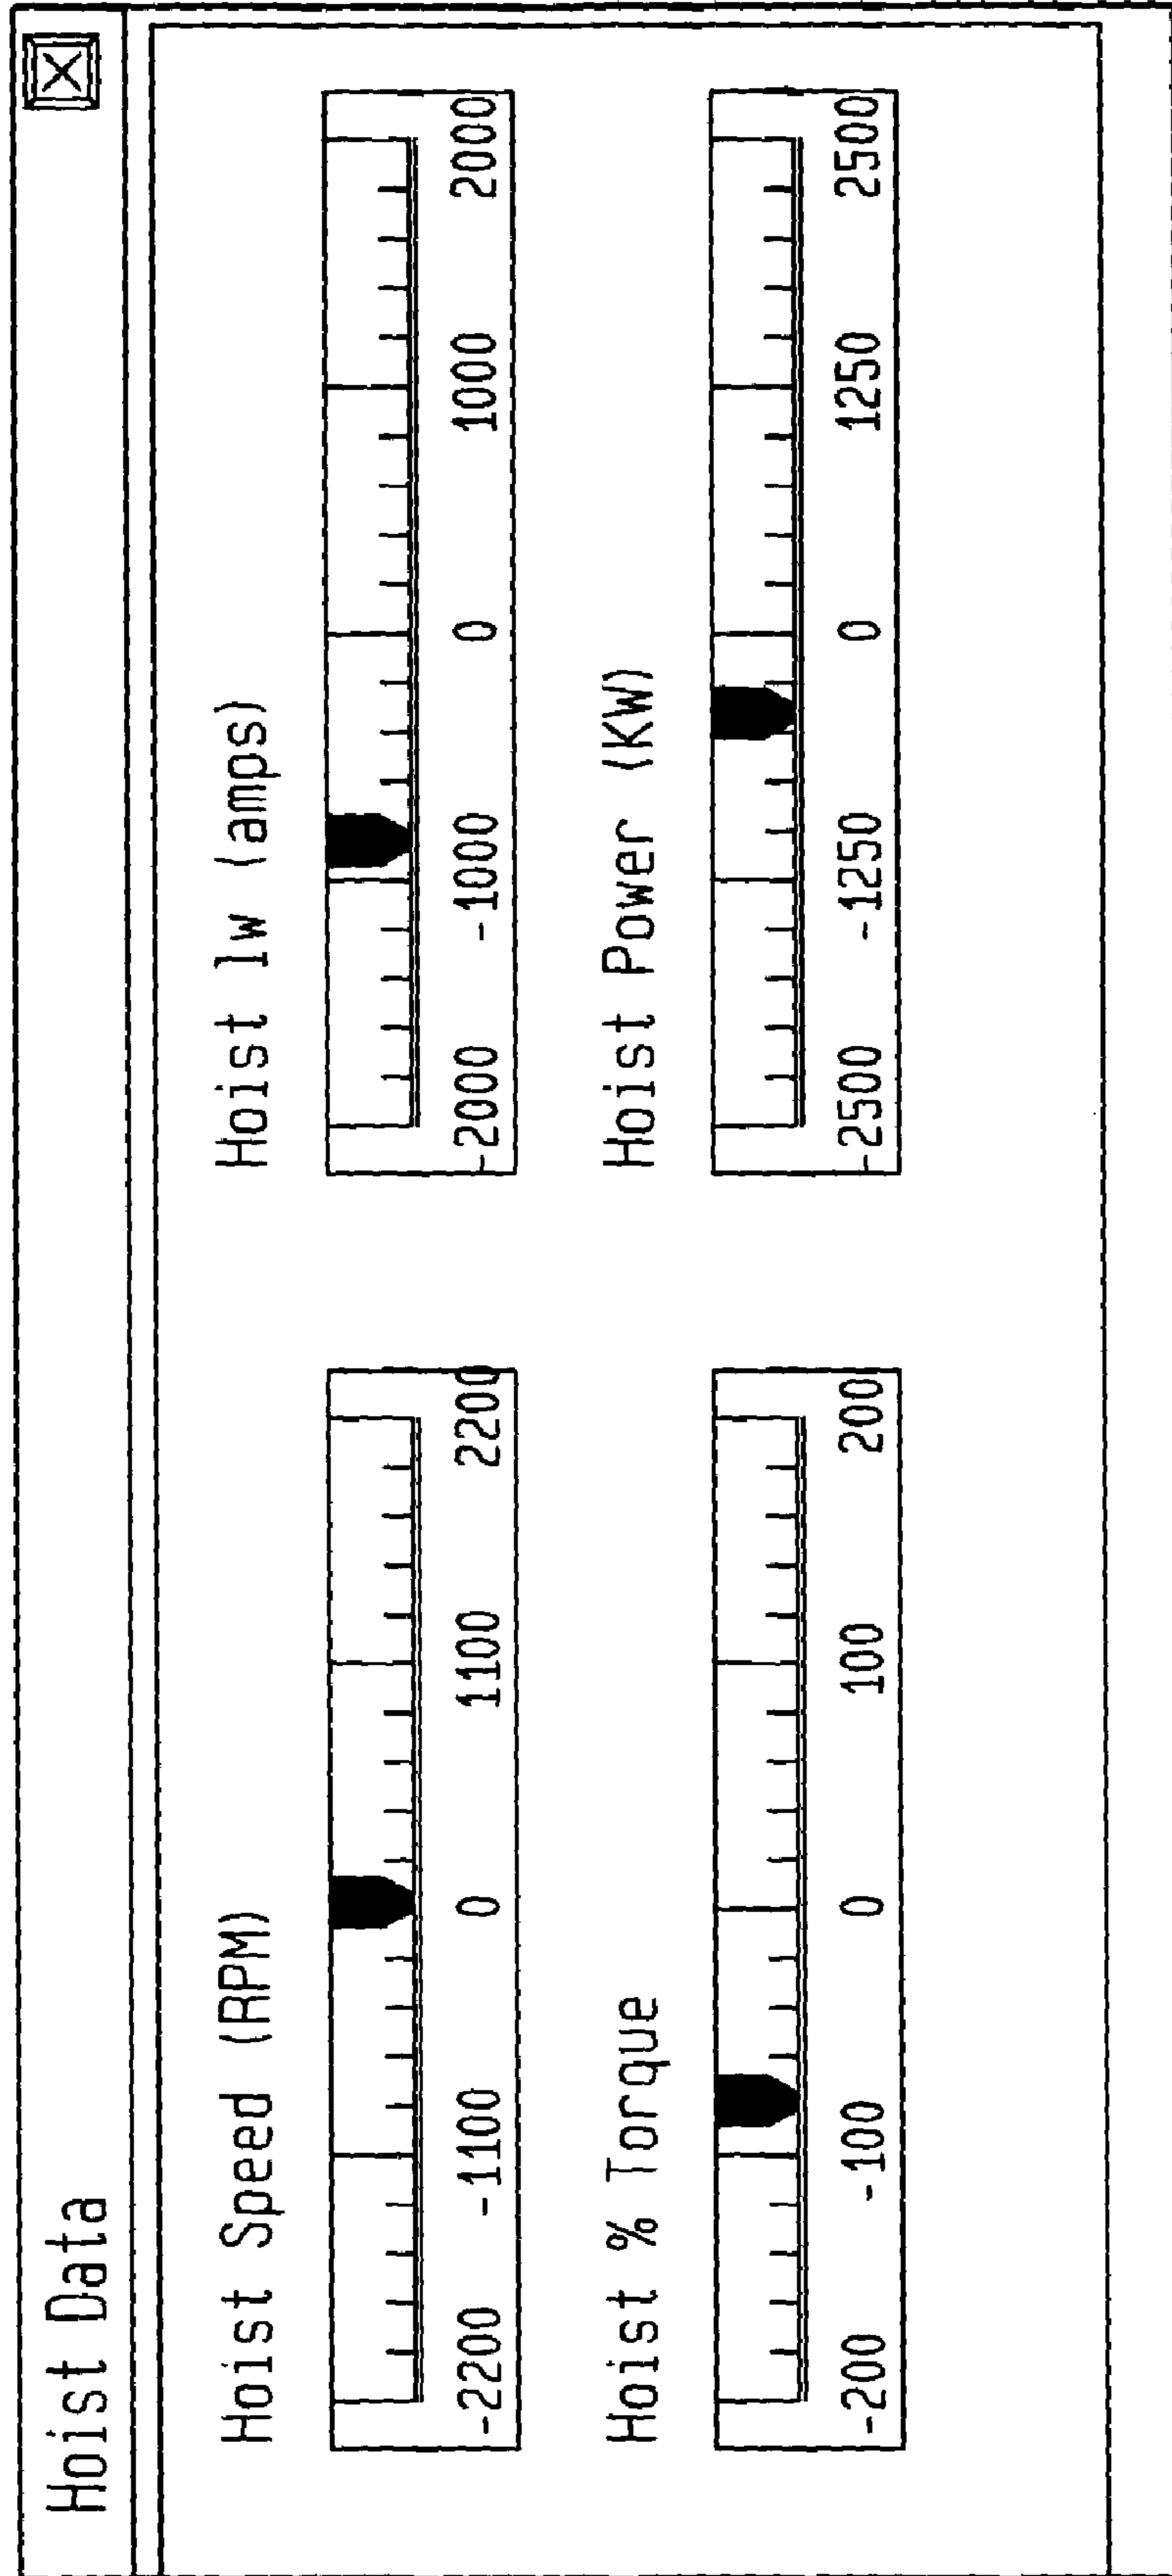 Hoist Data
Hoist Speed (RPM)
-2200 -1100 0 1100 2200
Hoist lw (amps)
-2000 -1000 0 1000 2000
Hoist % Torque
-200 -100 0 100 200
Hoist Power (KW)
-2500 -1250 0 1250 2500